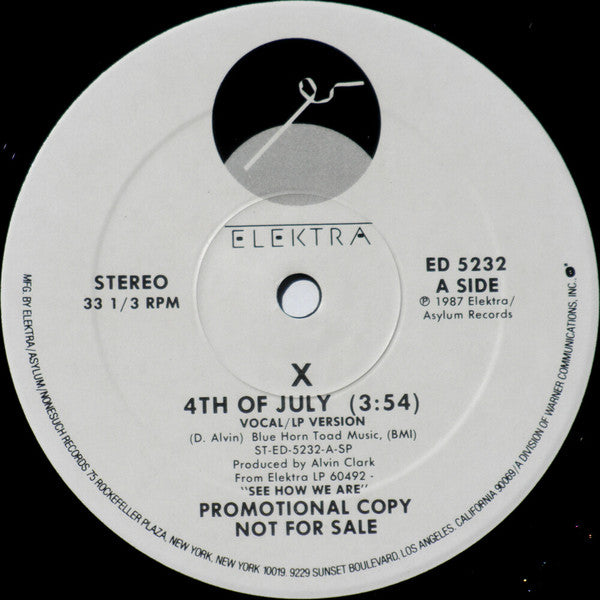 ELEKTRA
STEREO
33 1/3 RPM
ED 5232
A SIDE
℗ 1987 Elektra/
Asylum Records
X
4TH OF JULY (3:54)
VOCAL/LP VERSION
(D. Alvin) Blue Horn Toad Music, (BMI)
ST-ED-5232-A-SP
Produced by Alvin Clark
From Elektra LP 60492 -
"SEE HOW WE ARE"
PROMOTIONAL COPY
NOT FOR SALE
MFG. BY ELEKTRA/ASYLUM/NONESUCH RECORDS 75 ROCKEFELLER PLAZA, NEW YORK, NEW YORK 10019. 9229 SUNSET BOULEVARD, LOS ANGELES, CALIFORNIA 90069/A DIVISION OF WARNER COMMUNICATIONS, INC.